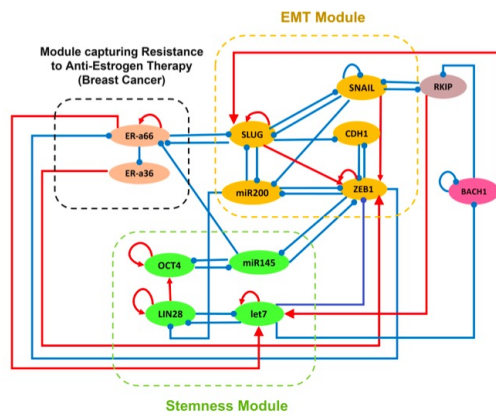 EMT Module
Module capturing Resistance
to Anti-Estrogen Therapy
(Breast Cancer)
SNAIL
RKIP
ER-a66
SLUG
CDH1
ER-a36
miR200
ZEB1
BACH1
OCT4
miR145
LIN28
let7
Stemness Module